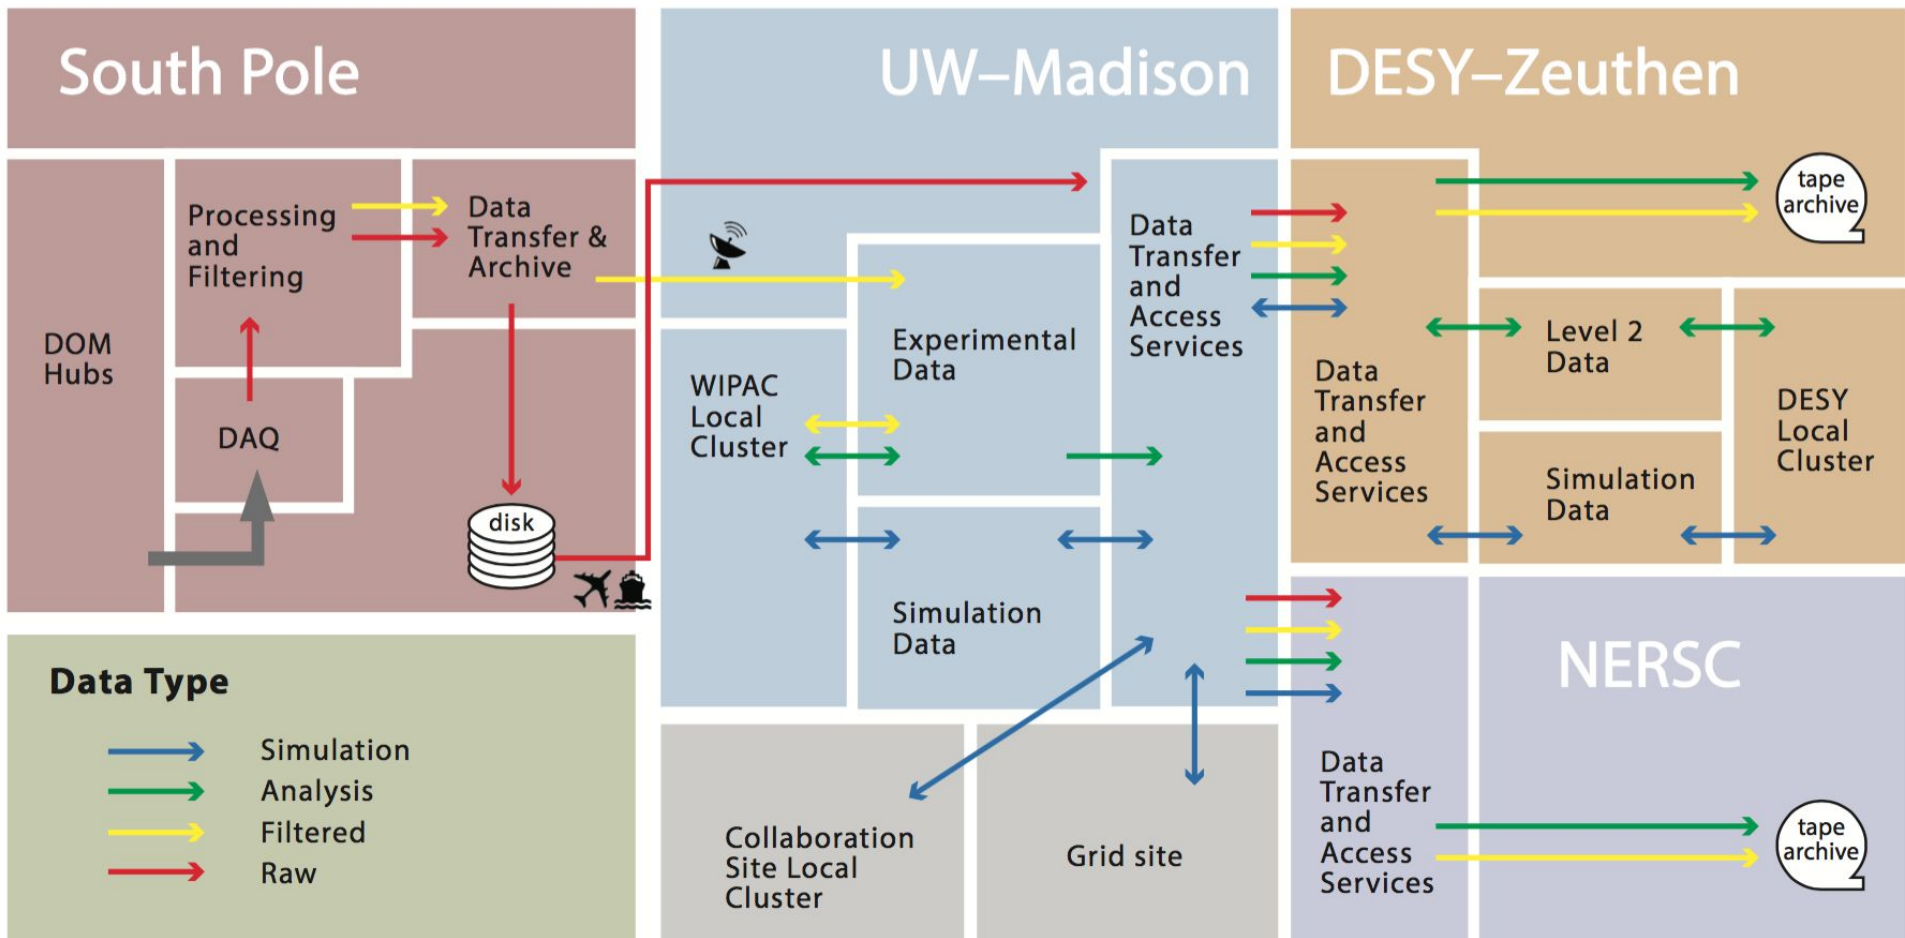 South Pole
DOM
Hubs
Processing
and
Filtering
Data
Transfer &
Archive
DAQ
disk
UW–Madison
WIPAC
Local
Cluster
Experimental
Data
Simulation
Data
Data
Transfer
and
Access
Services
DESY–Zeuthen
Data
Transfer
and
Access
Services
tape
archive
Level 2
Data
Simulation
Data
DESY
Local
Cluster
Data Type
Simulation
Analysis
Filtered
Raw
Collaboration
Site Local
Cluster
Grid site
NERSC
Data
Transfer
and
Access
Services
tape
archive